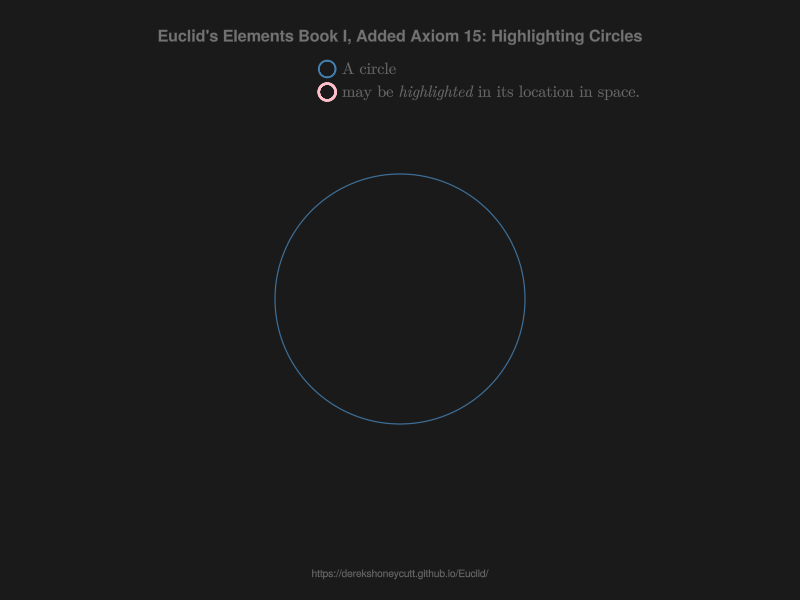 Euclid's Elements Book I, Added Axiom 15: Highlighting Circles
A circle
may be highlighted in its location in space.
https://derekshoneycutt.github.io/Euclid/